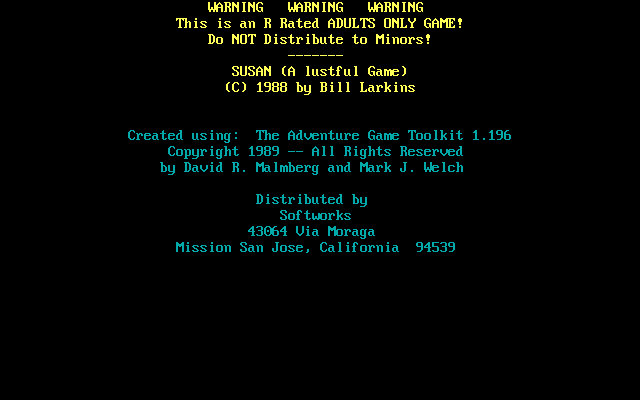 WARNING   WARNING   WARNING
This is an R Rated ADULTS ONLY GAME!
Do NOT Distribute to Minors!
-------
SUSAN (A lustful Game)
(C) 1988 by Bill Larkins
Created using:  The Adventure Game Toolkit 1.196
Copyright 1989 -- All Rights Reserved
by David R. Malmberg and Mark J. Welch
Distributed by
Softworks
43064 Via Moraga
Mission San Jose, California  94539